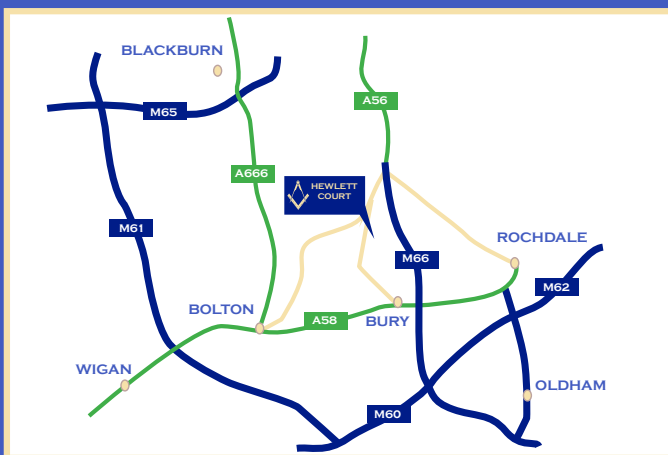 BLACKBURN
A56
M65
A666
HEWLETT
COURT
M61
ROCHDALE
M66
M62
BOLTON
A58
BURY
WIGAN
OLDHAM
M60